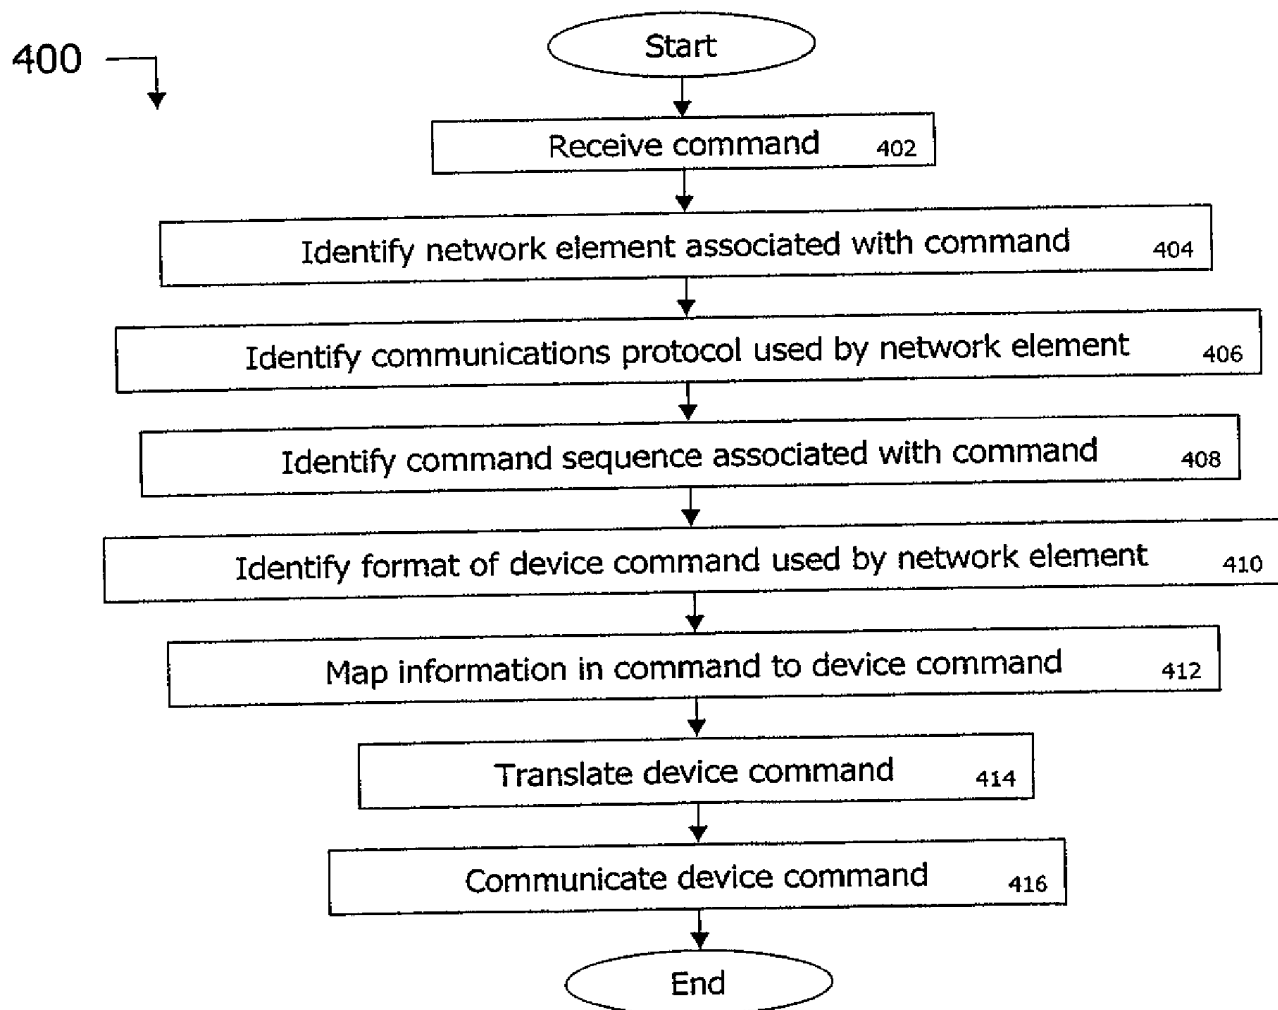 400
Start
Receive command 402
Identify network element associated with command 404
Identify communications protocol used by network element 406
Identify command sequence associated with command 408
Identify format of device command used by network element 410
Map information in command to device command 412
Translate device command 414
Communicate device command 416
End